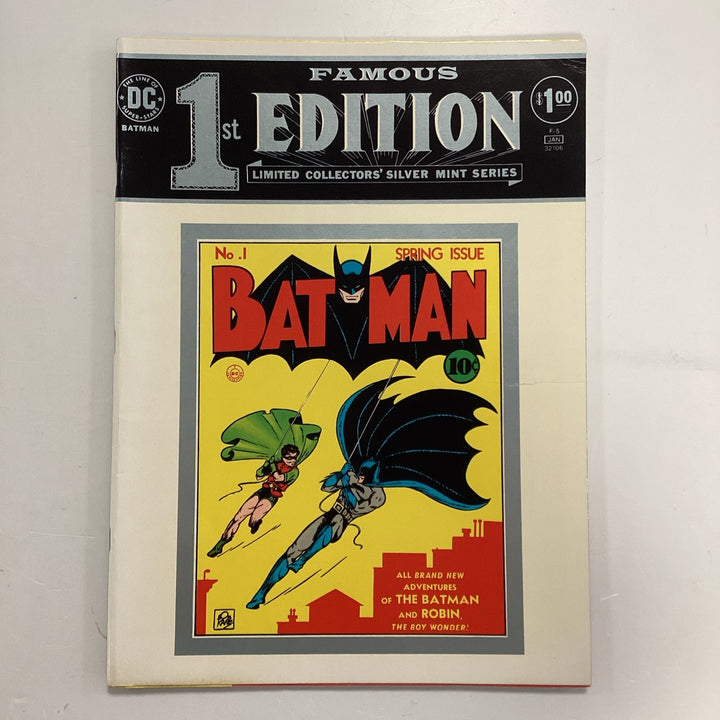 THE LINE OF
DC
SUPER-STARS
BATMAN
FAMOUS
1st EDITION
LIMITED COLLECTORS' SILVER MINT SERIES
$1.00
F-5
JAN
32106
No. 1 SPRING ISSUE
BATMAN
10¢
ALL BRAND NEW
ADVENTURES
OF THE BATMAN
AND ROBIN,
THE BOY WONDER!